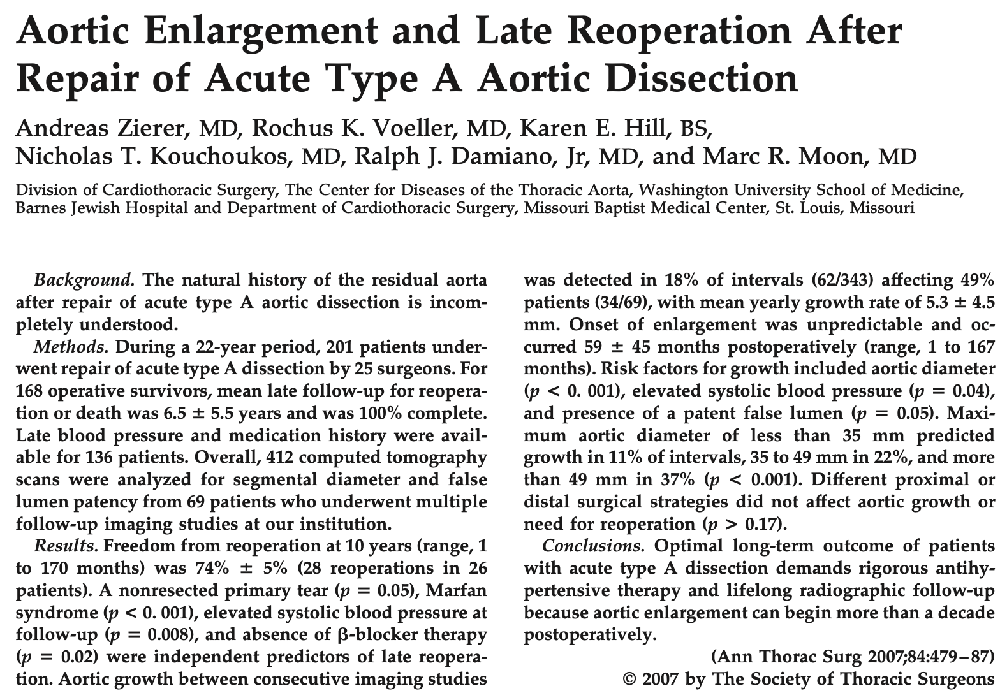 Aortic Enlargement and Late Reoperation After
Repair of Acute Type A Aortic Dissection
Andreas Zierer, MD, Rochus K. Voeller, MD, Karen E. Hill, BS,
Nicholas T. Kouchoukos, MD, Ralph J. Damiano, Jr, MD, and Marc R. Moon, MD
Division of Cardiothoracic Surgery, The Center for Diseases of the Thoracic Aorta, Washington University School of Medicine,
Barnes Jewish Hospital and Department of Cardiothoracic Surgery, Missouri Baptist Medical Center, St. Louis, Missouri
Background. The natural history of the residual aorta
after repair of acute type A aortic dissection is incom-
pletely understood.
Methods. During a 22-year period, 201 patients under-
went repair of acute type A dissection by 25 surgeons. For
168 operative survivors, mean late follow-up for reopera-
tion or death was 6.5 ± 5.5 years and was 100% complete.
Late blood pressure and medication history were avail-
able for 136 patients. Overall, 412 computed tomography
scans were analyzed for segmental diameter and false
lumen patency from 69 patients who underwent multiple
follow-up imaging studies at our institution.
Results. Freedom from reoperation at 10 years (range, 1
to 170 months) was 74% ± 5% (28 reoperations in 26
patients). A nonresected primary tear (p = 0.05), Marfan
syndrome (p < 0. 001), elevated systolic blood pressure at
follow-up (p = 0.008), and absence of β-blocker therapy
(p = 0.02) were independent predictors of late reopera-
tion. Aortic growth between consecutive imaging studies
was detected in 18% of intervals (62/343) affecting 49%
patients (34/69), with mean yearly growth rate of 5.3 ± 4.5
mm. Onset of enlargement was unpredictable and oc-
curred 59 ± 45 months postoperatively (range, 1 to 167
months). Risk factors for growth included aortic diameter
(p < 0. 001), elevated systolic blood pressure (p = 0.04),
and presence of a patent false lumen (p = 0.05). Maxi-
mum aortic diameter of less than 35 mm predicted
growth in 11% of intervals, 35 to 49 mm in 22%, and more
than 49 mm in 37% (p < 0.001). Different proximal or
distal surgical strategies did not affect aortic growth or
need for reoperation (p > 0.17).
Conclusions. Optimal long-term outcome of patients
with acute type A dissection demands rigorous antihy-
pertensive therapy and lifelong radiographic follow-up
because aortic enlargement can begin more than a decade
postoperatively.
(Ann Thorac Surg 2007;84:479–87)
© 2007 by The Society of Thoracic Surgeons